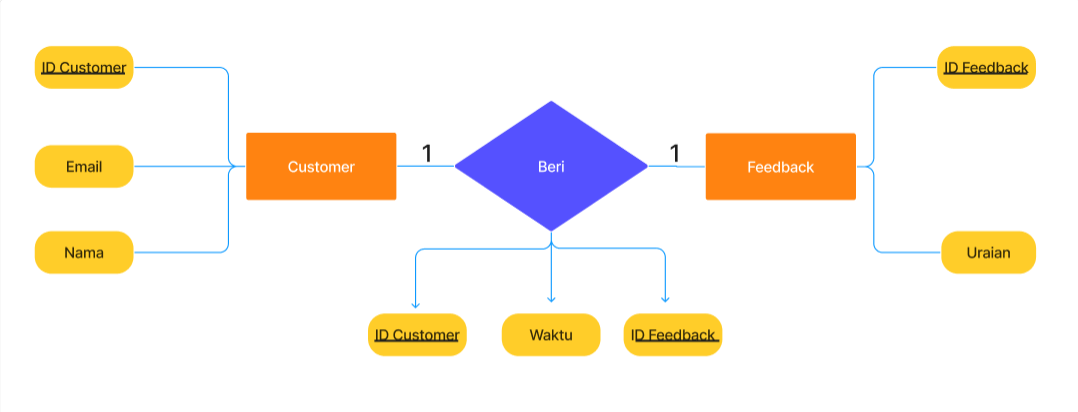 ID Customer
Email
Nama
Customer
1
Beri
1
Feedback
ID Feedback
Uraian
ID Customer
Waktu
ID Feedback